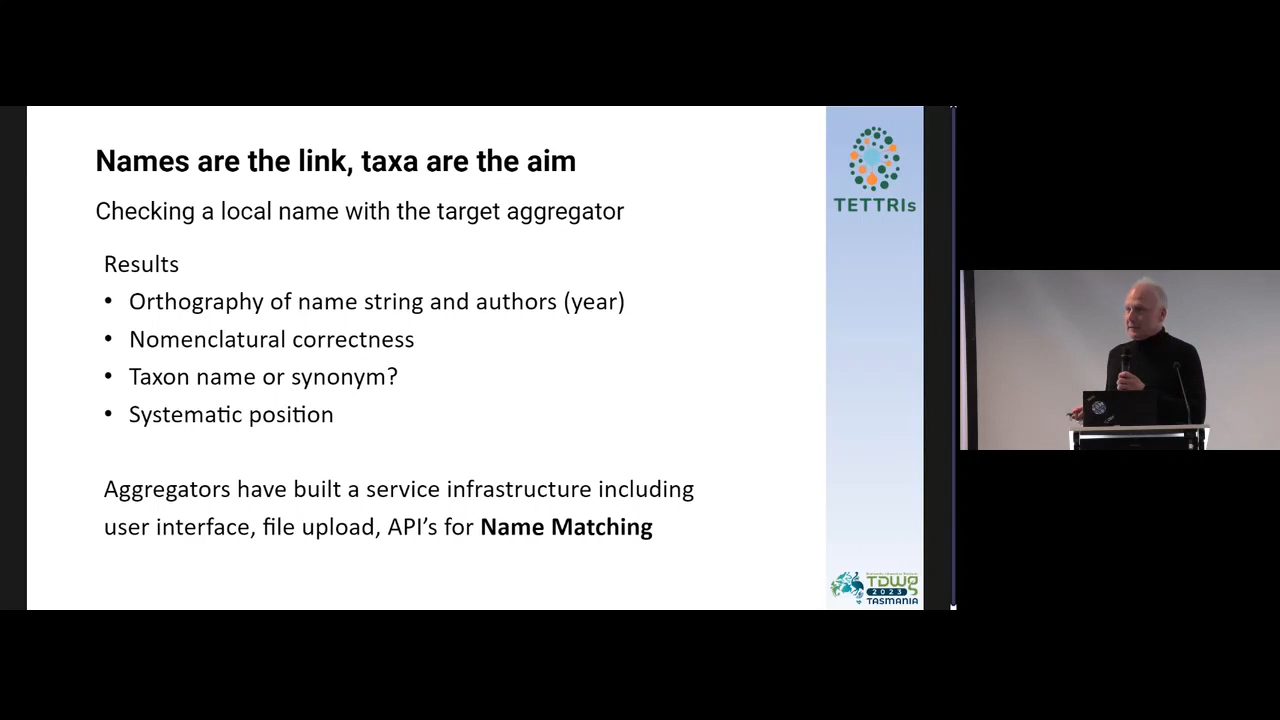 Names are the link, taxa are the aim
Checking a local name with the target aggregator
Results
• Orthography of name string and authors (year)
• Nomenclatural correctness
• Taxon name or synonym?
• Systematic position
Aggregators have built a service infrastructure including
user interface, file upload, API’s for Name Matching
TETTRIs
TDWG
2023
TASMANIA